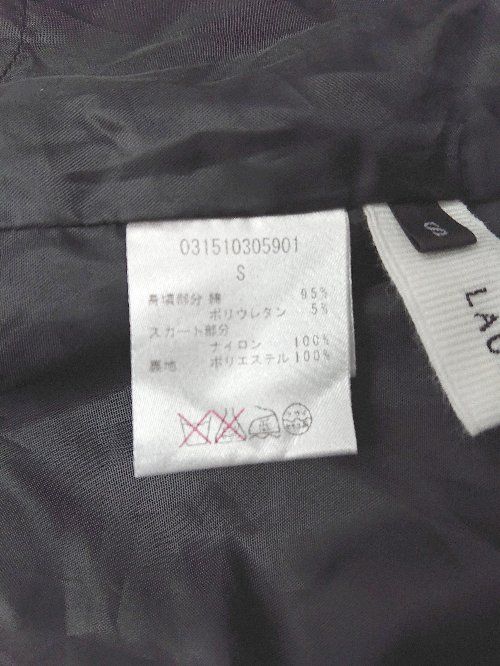 031510305901
S
身頃部分 綿 95%
ポリウレタン 5%
スカート部分
ナイロン 100%
裏地 ポリエステル 100%
S
LAU